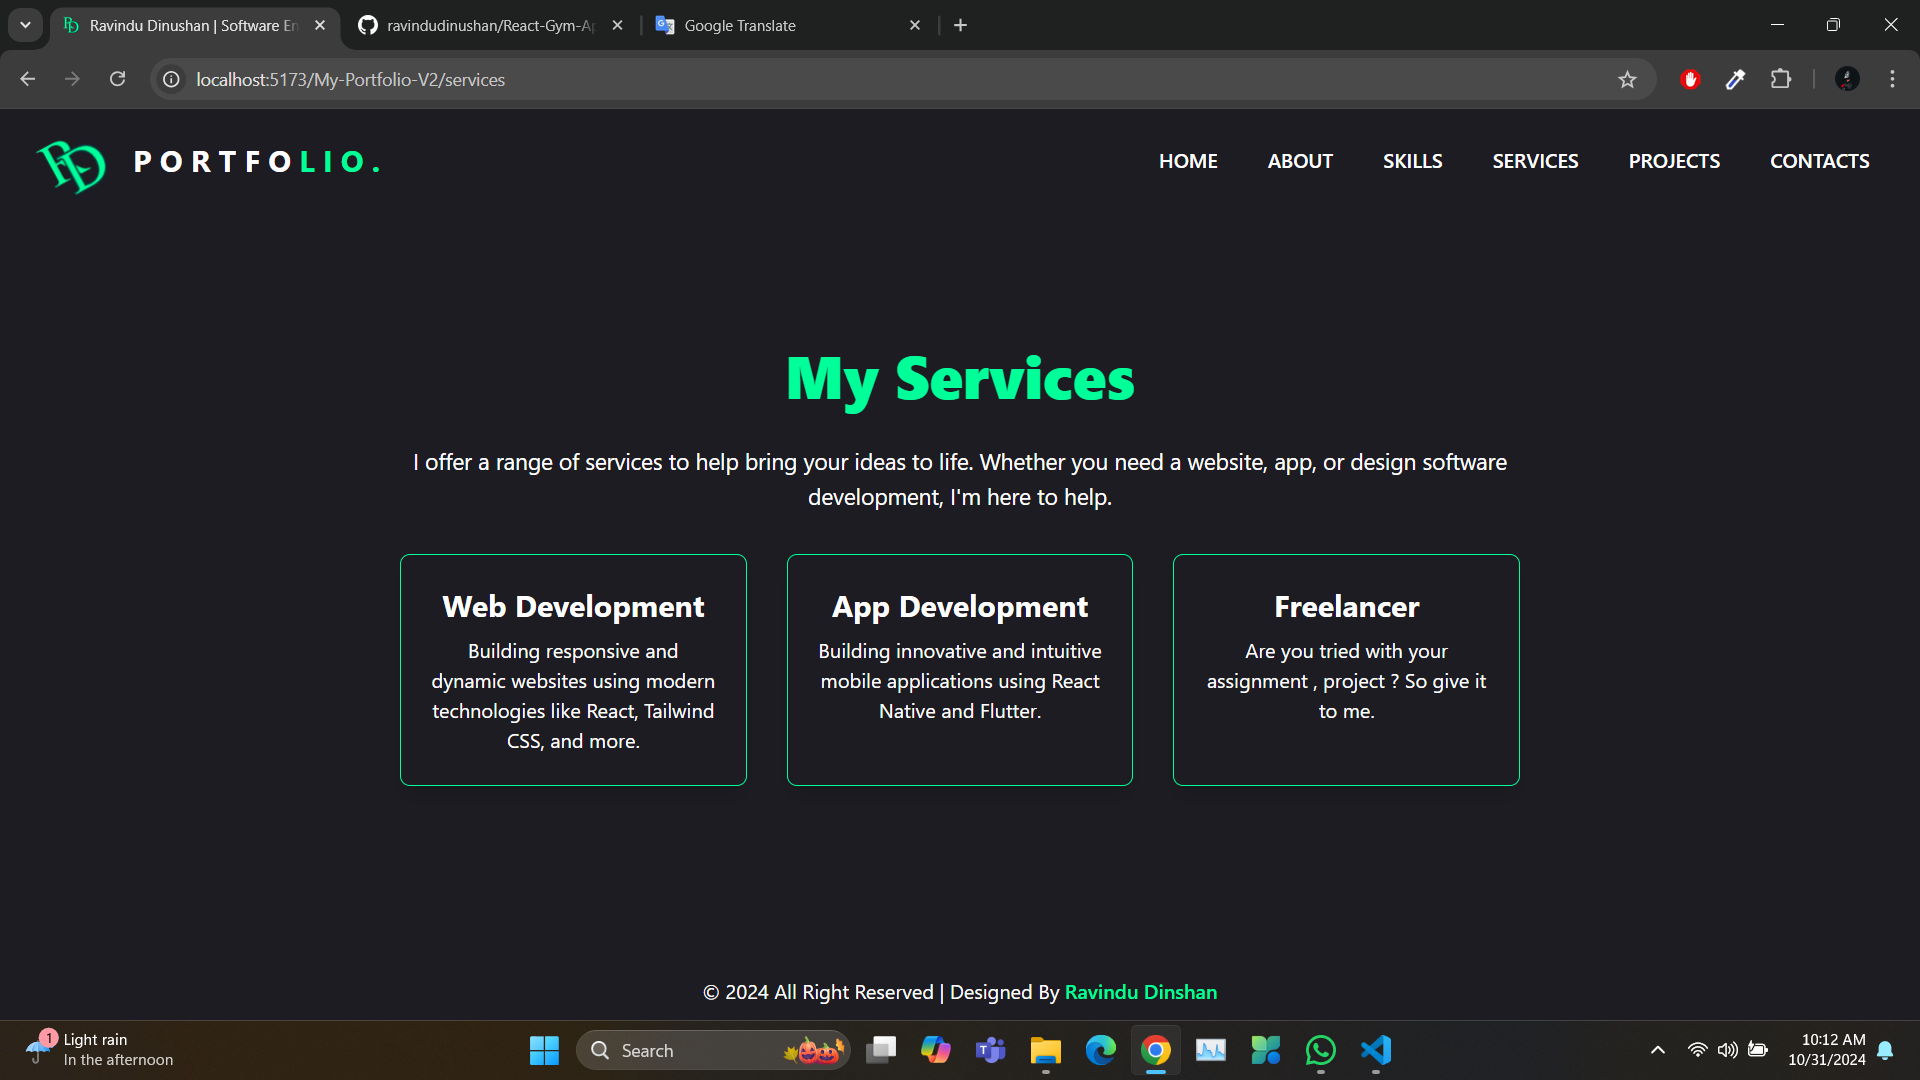 Ravindu Dinushan | Software En
ravindudinushan/React-Gym-Ap
Google Translate
localhost:5173/My-Portfolio-V2/services
PORTFOLIO.
HOME
ABOUT
SKILLS
SERVICES
PROJECTS
CONTACTS
My Services
I offer a range of services to help bring your ideas to life. Whether you need a website, app, or design software
development, I'm here to help.
Web Development
Building responsive and
dynamic websites using modern
technologies like React, Tailwind
CSS, and more.
App Development
Building innovative and intuitive
mobile applications using React
Native and Flutter.
Freelancer
Are you tried with your
assignment , project ? So give it
to me.
© 2024 All Right Reserved | Designed By Ravindu Dinshan
1
Light rain
In the afternoon
Search
10:12 AM
10/31/2024